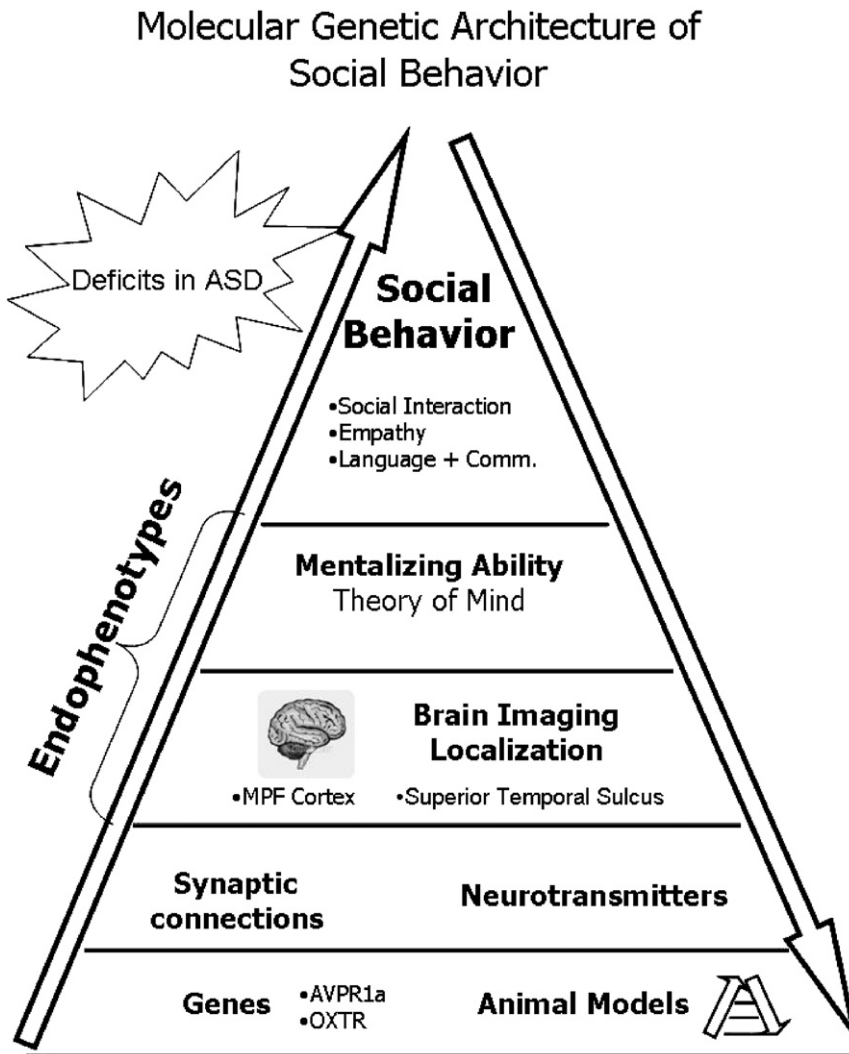 Molecular Genetic Architecture of
Social Behavior
Deficits in ASD
Social
Behavior
•Social Interaction
•Empathy
•Language + Comm.
Endophenotypes
Mentalizing Ability
Theory of Mind
Brain Imaging
Localization
•MPF Cortex
•Superior Temporal Sulcus
Synaptic
connections
Neurotransmitters
Genes
•AVPR1a
•OXTR
Animal Models